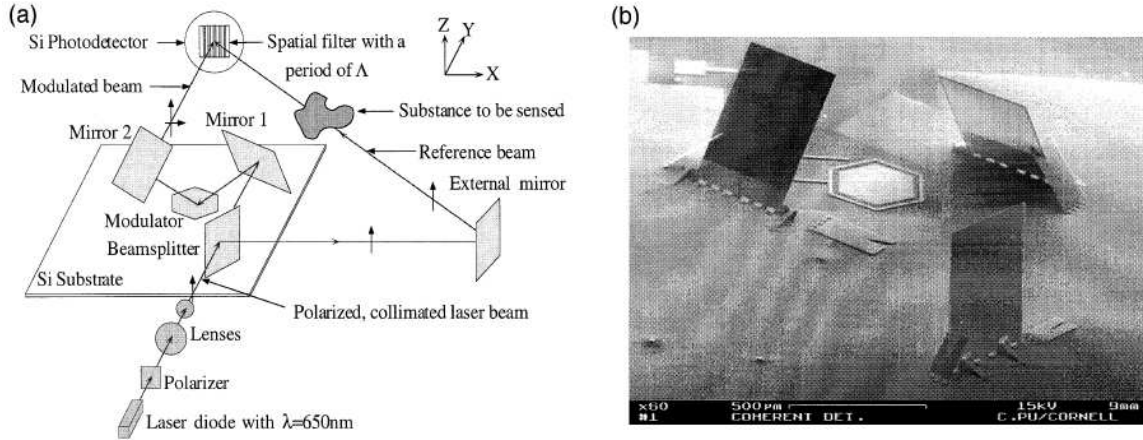 (a)
Si Photodetector
Spatial filter with a
period of Λ
Z
Y
X
Modulated beam
Substance to be sensed
Mirror 2
Mirror 1
Reference beam
External mirror
Modulator
Beamsplitter
Si Substrate
Polarized, collimated laser beam
Lenses
Polarizer
Laser diode with λ=650nm
(b)
x60 500μm 15kV 9mm
#1 COHERENT DET. C.PU/CORNELL